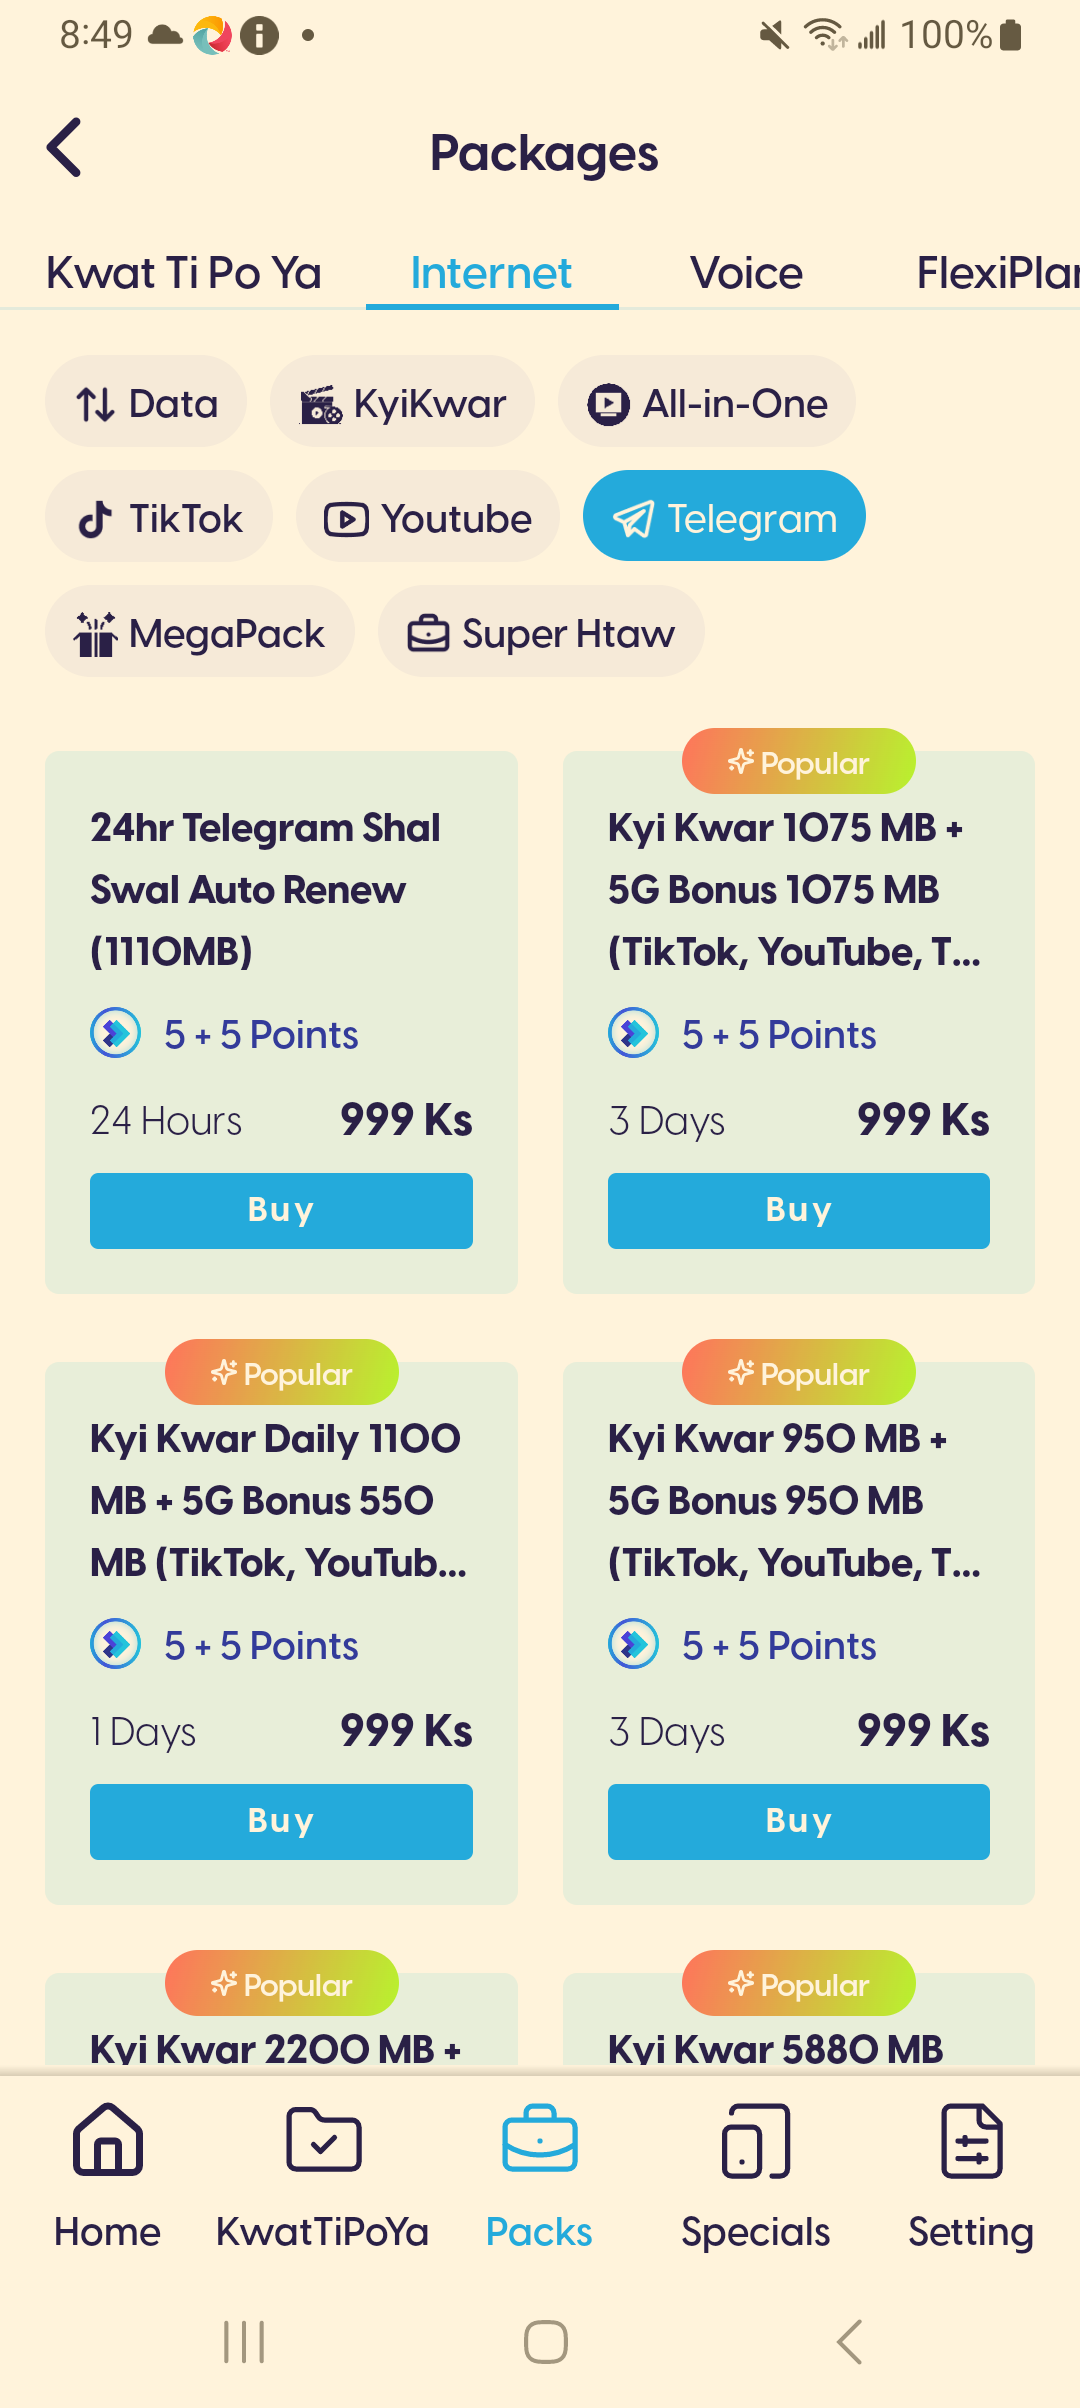 8:49
100%
Packages
Kwat Ti Po Ya Internet Voice FlexiPlan
Data KyiKwar All-in-One
TikTok Youtube Telegram
MegaPack Super Htaw
24hr Telegram Shal
Swal Auto Renew
(1110MB)
5 + 5 Points
24 Hours 999 Ks
Buy
Popular
Kyi Kwar 1075 MB +
5G Bonus 1075 MB
(TikTok, YouTube, T...
5 + 5 Points
3 Days 999 Ks
Buy
Popular
Kyi Kwar Daily 1100
MB + 5G Bonus 550
MB (TikTok, YouTub...
5 + 5 Points
1 Days 999 Ks
Buy
Popular
Kyi Kwar 950 MB +
5G Bonus 950 MB
(TikTok, YouTube, T...
5 + 5 Points
3 Days 999 Ks
Buy
Popular
Kyi Kwar 2200 MB +
Popular
Kyi Kwar 5880 MB
Home KwatTiPoYa Packs Specials Setting